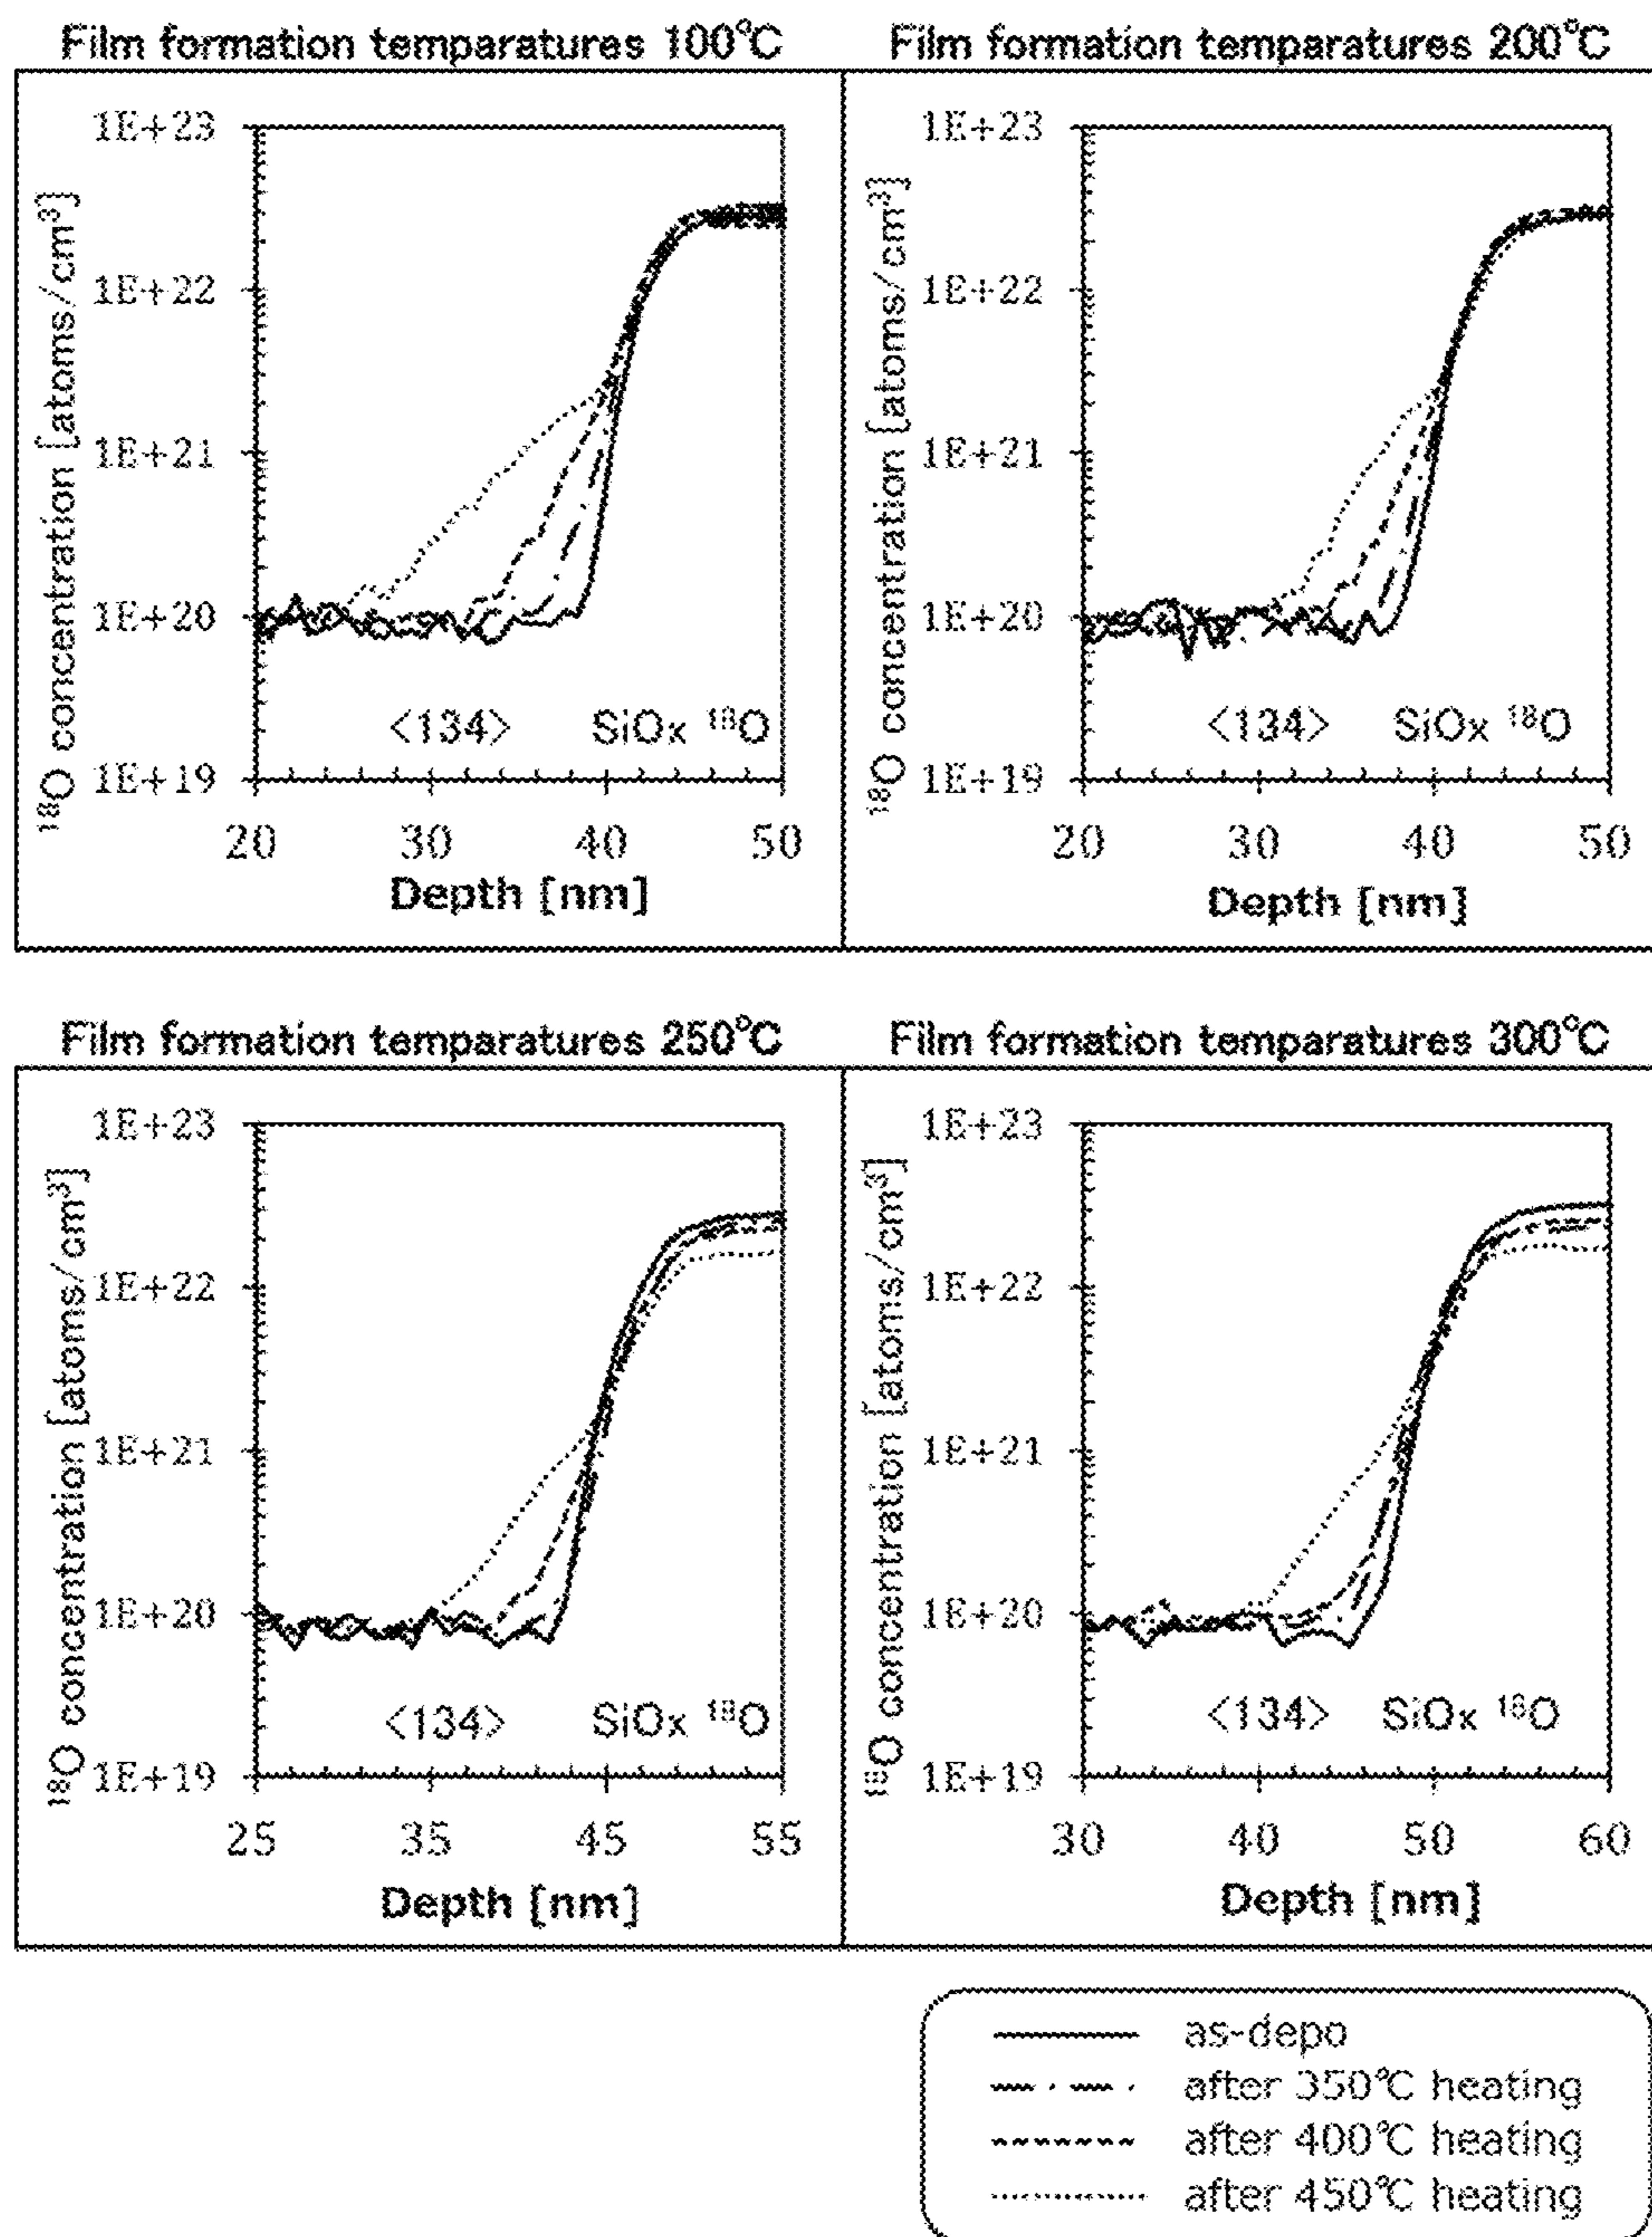 Film formation temparatures 100°C
Film formation temparatures 200°C
1E+23
1E+22
1E+21
1E+20
1E+19
¹⁸O concentration [atoms/cm³]
<134> SiOx ¹⁸O
20 30 40 50
Depth [nm]
1E+23
1E+22
1E+21
1E+20
1E+19
¹⁸O concentration [atoms/cm³]
<134> SiOx ¹⁸O
20 30 40 50
Depth [nm]
Film formation temparatures 250°C
Film formation temparatures 300°C
1E+23
1E+22
1E+21
1E+20
1E+19
¹⁸O concentration [atoms/cm³]
<134> SiOx ¹⁸O
25 35 45 55
Depth [nm]
1E+23
1E+22
1E+21
1E+20
1E+19
¹⁸O concentration [atoms/cm³]
<134> SiOx ¹⁸O
30 40 50 60
Depth [nm]
as-depo
after 350℃ heating
after 400℃ heating
after 450℃ heating